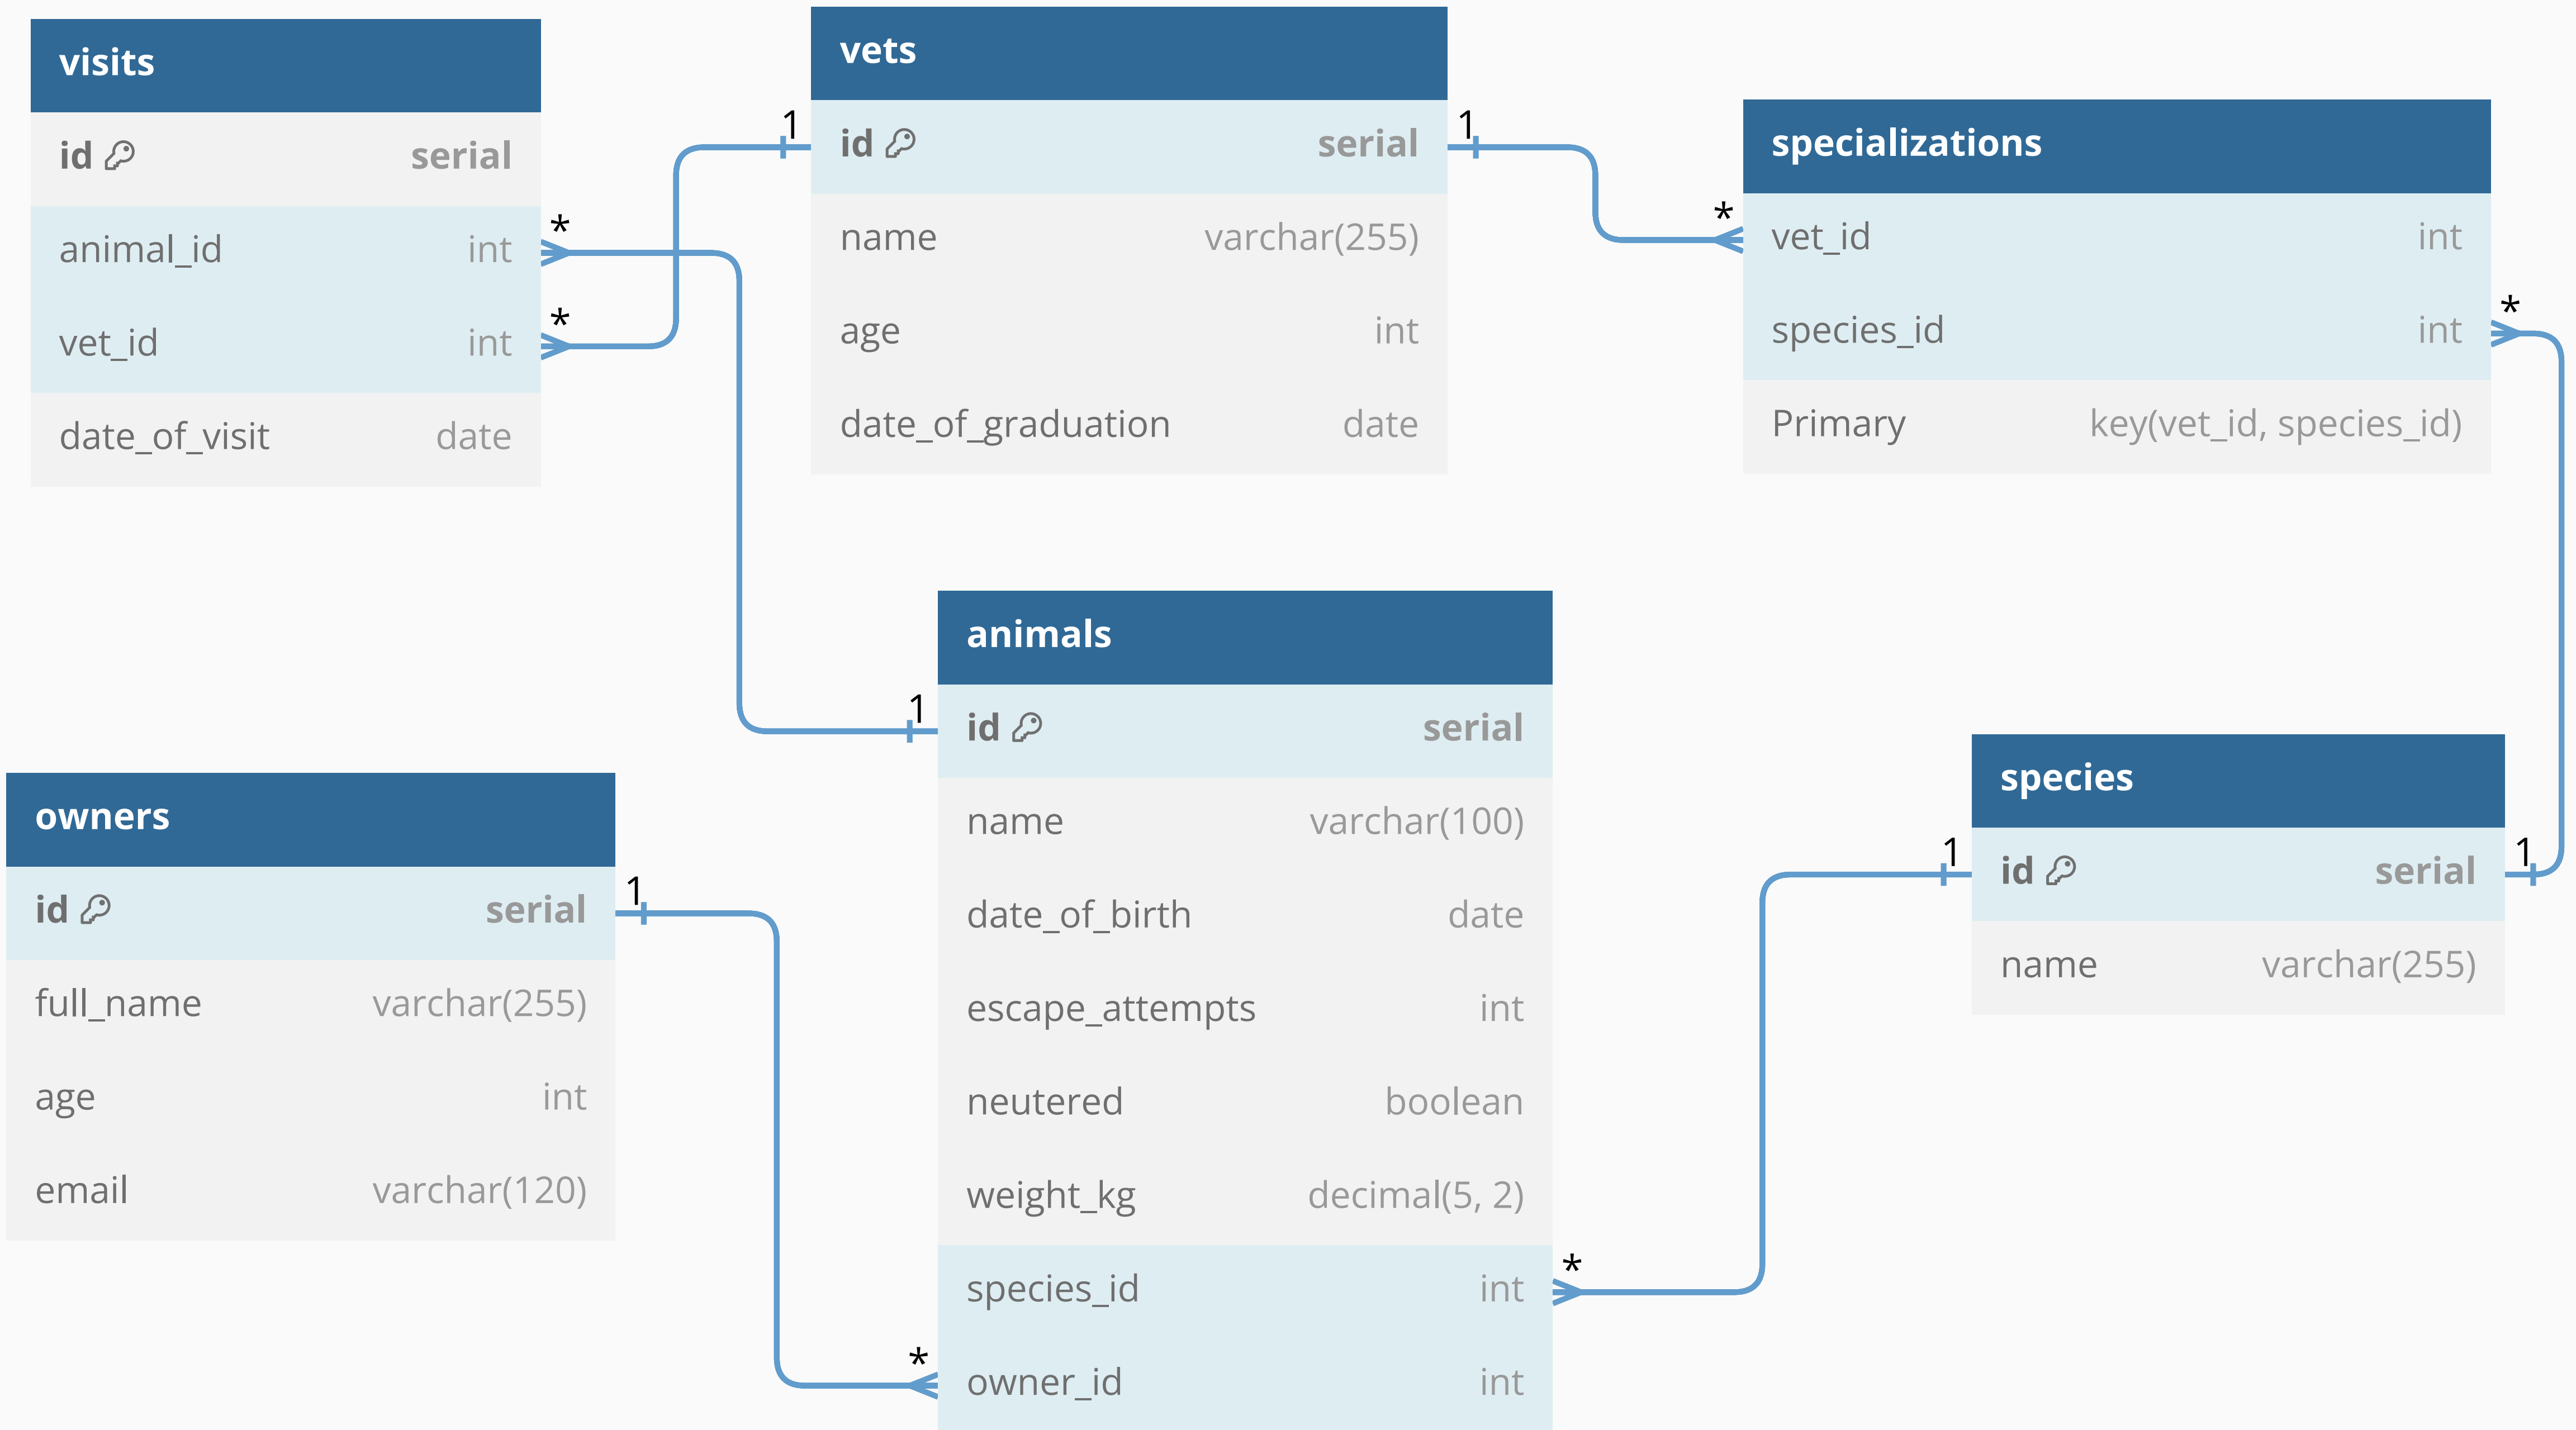 visits
id serial
animal_id int
vet_id int
date_of_visit date
1
*
*
vets
id serial
name varchar(255)
age int
date_of_graduation date
1
*
specializations
vet_id int
species_id int
Primary key(vet_id, species_id)
*
owners
id serial
full_name varchar(255)
age int
email varchar(120)
1
1
*
animals
id serial
name varchar(100)
date_of_birth date
escape_attempts int
neutered boolean
weight_kg decimal(5, 2)
species_id int
owner_id int
*
1
species
id serial
name varchar(255)
1